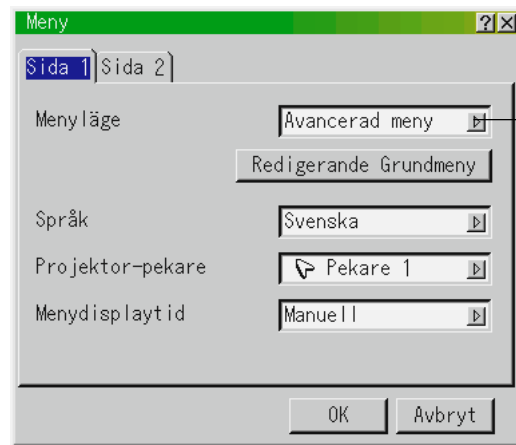 Meny
Sida 1 Sida 2
Menyläge Avancerad meny
Redigerande Grundmeny
Språk Svenska
Projektor-pekare Pekare 1
Menydisplaytid Manuell
OK Avbryt